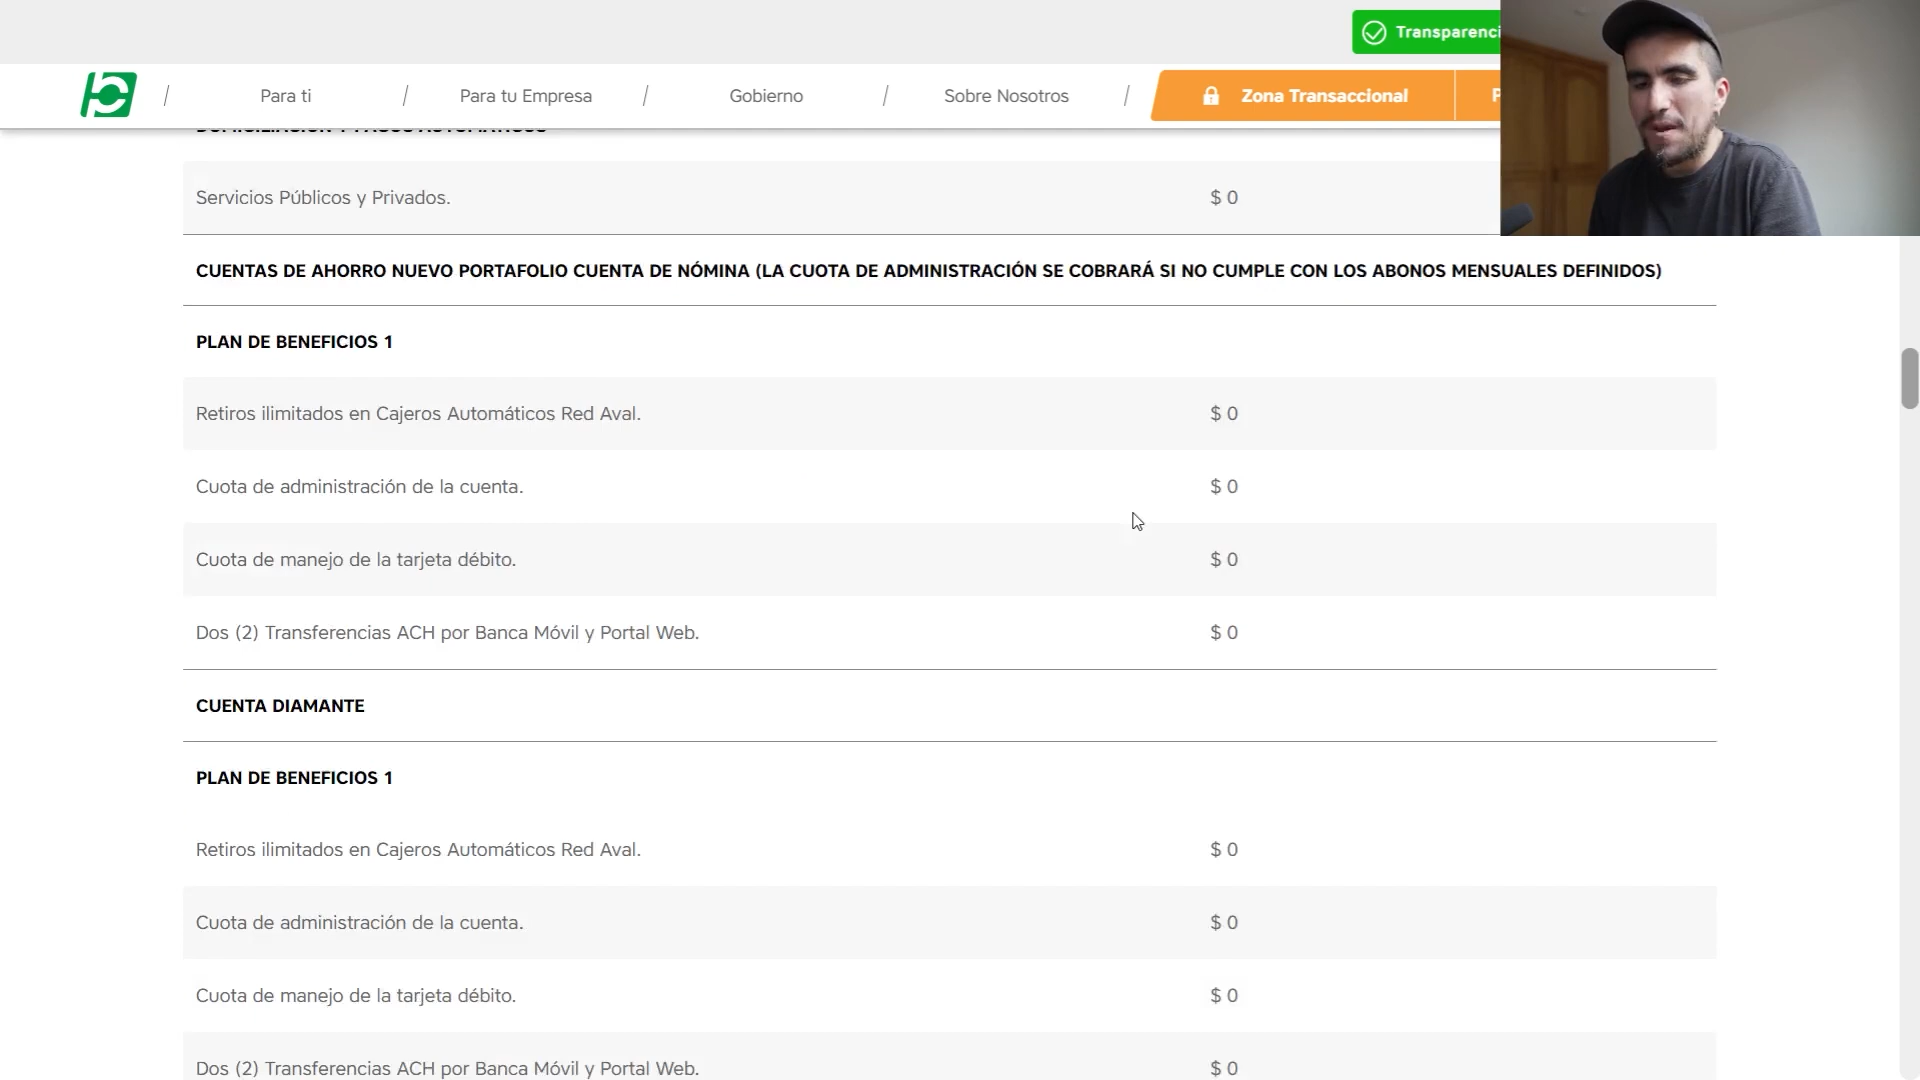 Transparenci
Para ti
Para tu Empresa
Gobierno
Sobre Nosotros
Zona Transaccional
P
DOMICILIACIÓN Y PAGOS AUTOMÁTICOS
Servicios Públicos y Privados. $ 0
CUENTAS DE AHORRO NUEVO PORTAFOLIO CUENTA DE NÓMINA (LA CUOTA DE ADMINISTRACIÓN SE COBRARÁ SI NO CUMPLE CON LOS ABONOS MENSUALES DEFINIDOS)
PLAN DE BENEFICIOS 1
Retiros ilimitados en Cajeros Automáticos Red Aval. $ 0
Cuota de administración de la cuenta. $ 0
Cuota de manejo de la tarjeta débito. $ 0
Dos (2) Transferencias ACH por Banca Móvil y Portal Web. $ 0
CUENTA DIAMANTE
PLAN DE BENEFICIOS 1
Retiros ilimitados en Cajeros Automáticos Red Aval. $ 0
Cuota de administración de la cuenta. $ 0
Cuota de manejo de la tarjeta débito. $ 0
Dos (2) Transferencias ACH por Banca Móvil y Portal Web. $ 0